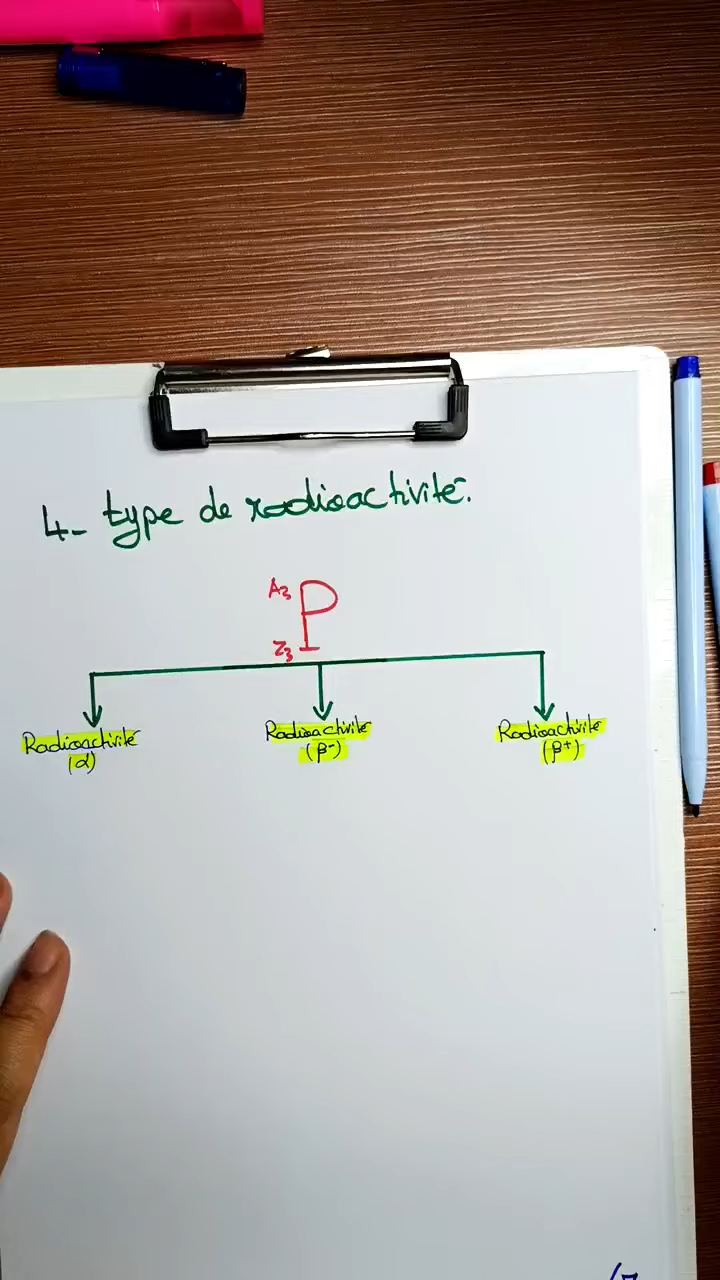 4- type de radioactivité.
A3
P
Z3
Radioactivité Radioactivité Radioactivité
(α) (β-) (β+)